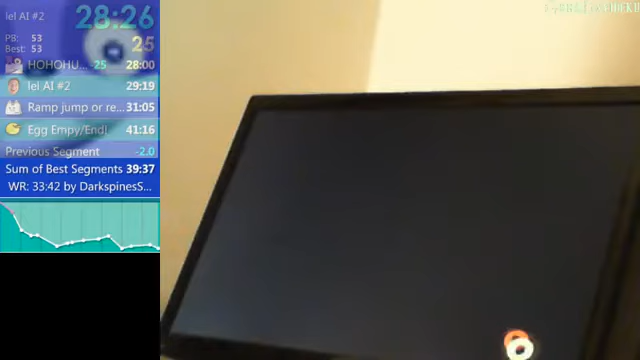 lel AI #2
28:26
PB: 53
Best: 53
25
HOHOHU... -25 28:00
lel AI #2 29:19
Ramp jump or re... 31:05
Egg Empy/End! 41:16
Previous Segment -2.0
Sum of Best Segments 39:37
WR: 33:42 by DarkspinesS...